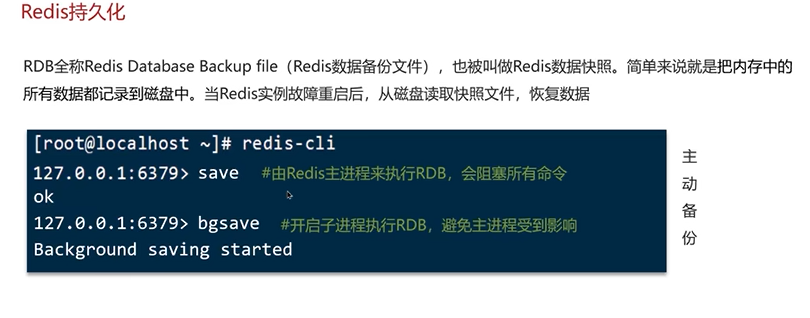 Redis持久化
RDB全称Redis Database Backup file（Redis数据备份文件），也被叫做Redis数据快照。简单来说就是把内存中的
所有数据都记录到磁盘中。当Redis实例故障重启后，从磁盘读取快照文件，恢复数据
[root@localhost ~]# redis-cli
127.0.0.1:6379> save #由Redis主进程来执行RDB，会阻塞所有命令
ok
127.0.0.1:6379> bgsave #开启子进程执行RDB，避免主进程受到影响
Background saving started
主动备份